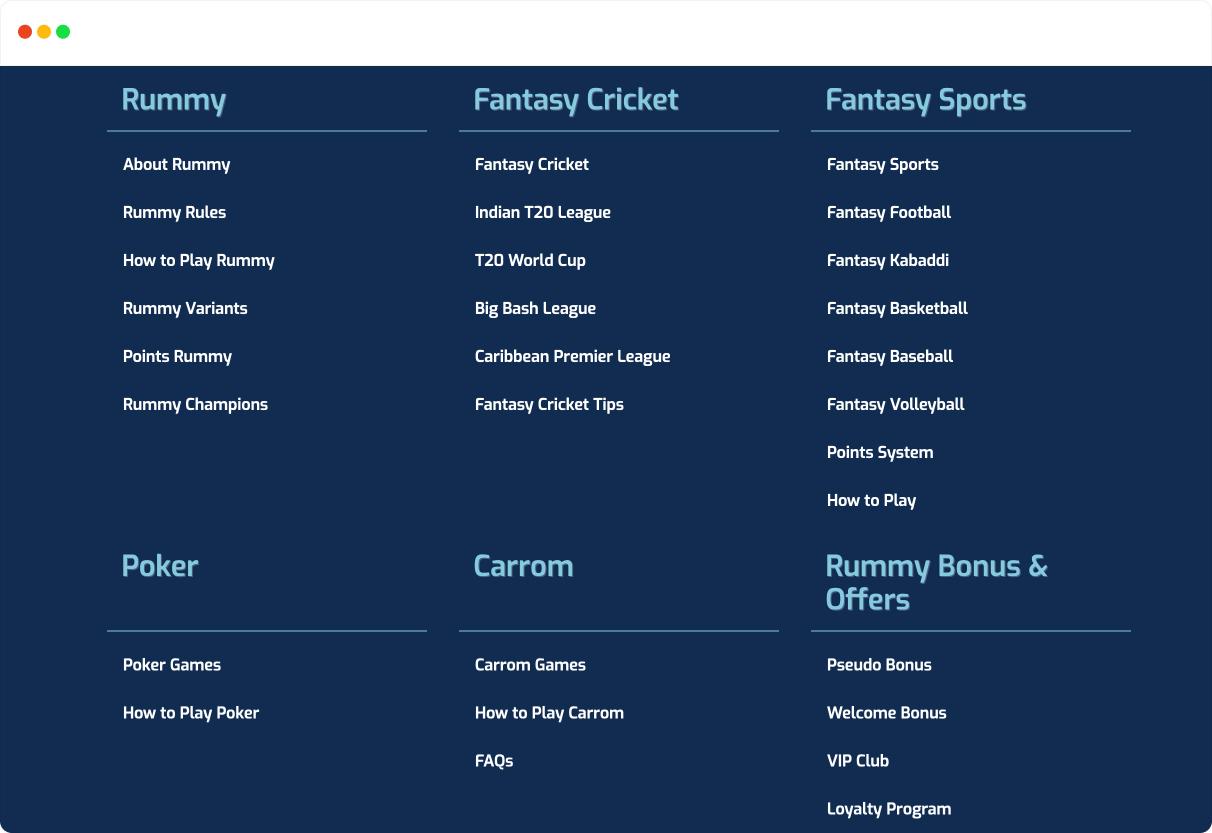 Rummy
About Rummy
Rummy Rules
How to Play Rummy
Rummy Variants
Points Rummy
Rummy Champions
Fantasy Cricket
Fantasy Cricket
Indian T20 League
T20 World Cup
Big Bash League
Caribbean Premier League
Fantasy Cricket Tips
Fantasy Sports
Fantasy Sports
Fantasy Football
Fantasy Kabaddi
Fantasy Basketball
Fantasy Baseball
Fantasy Volleyball
Points System
How to Play
Poker
Poker Games
How to Play Poker
Carrom
Carrom Games
How to Play Carrom
FAQs
Rummy Bonus &
Offers
Pseudo Bonus
Welcome Bonus
VIP Club
Loyalty Program